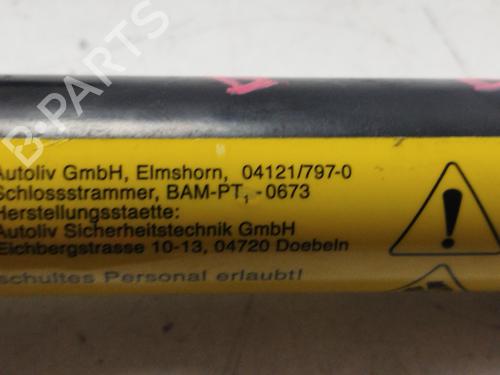 Autoliv GmbH, Elmshorn, 04121/797-0
Schlossstrammer, BAM-PT, -0673
Herstellungsstaette:
Autoliv Sicherheitstechnik GmbH
Eichbergstrasse 10-13, 04720 Doebeln
schultes Personal erlaubt!
B-PARTS